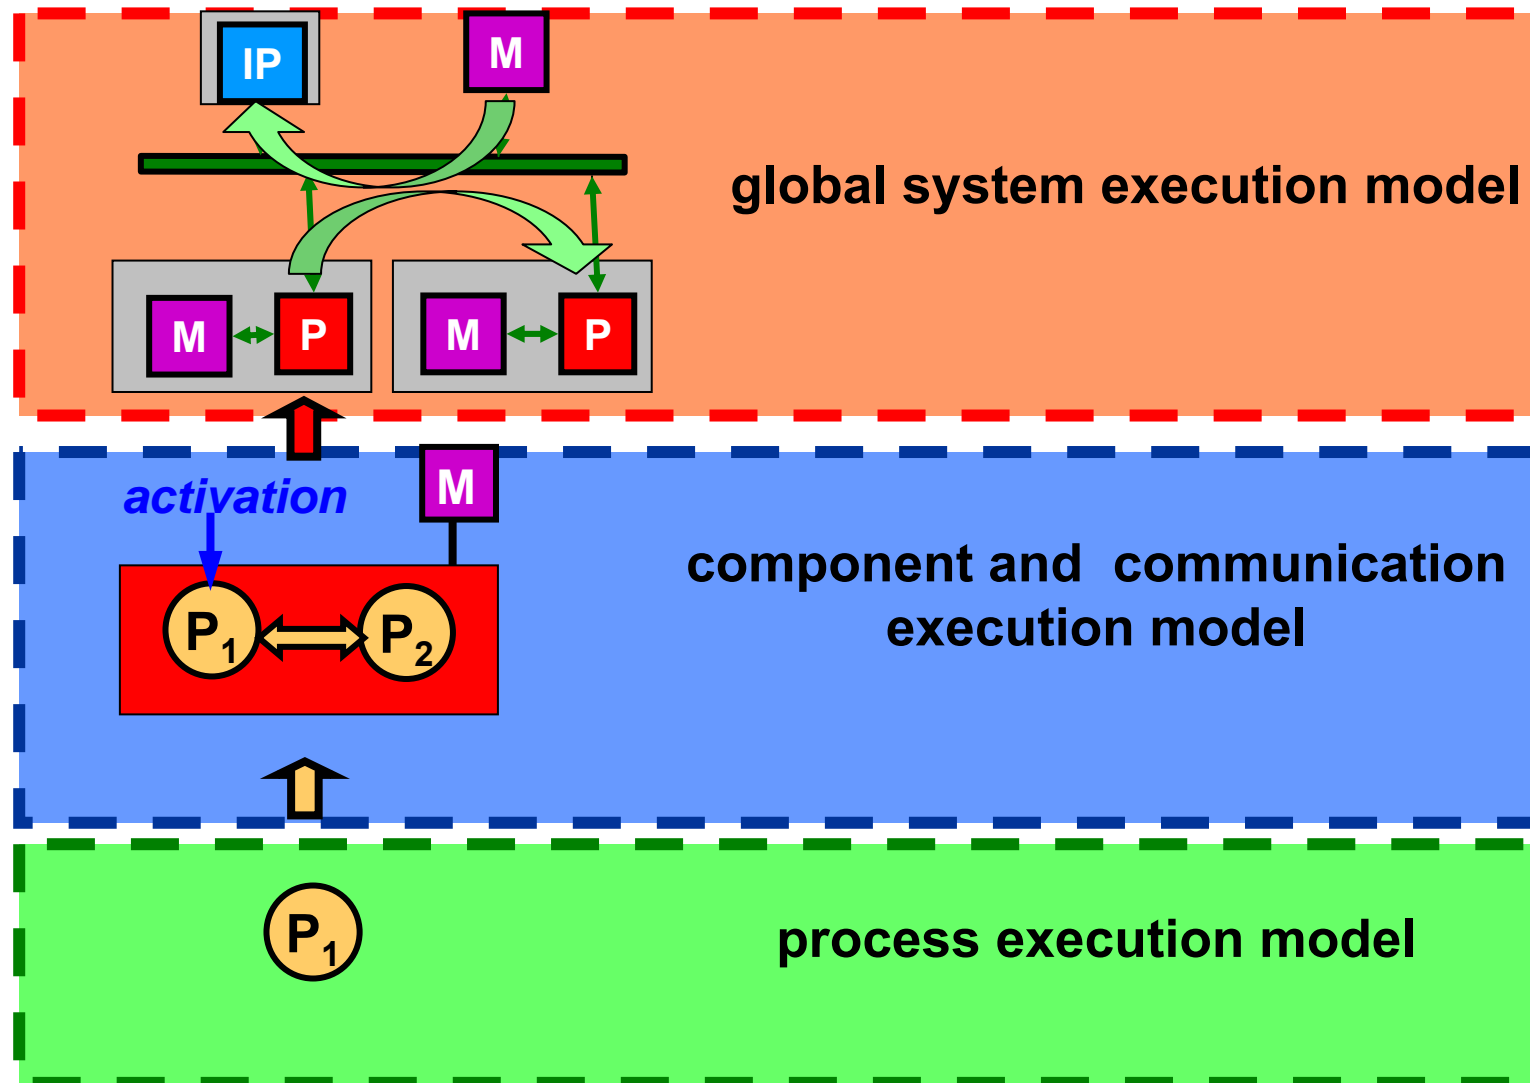 IP
M
global system execution model
M
P
M
P
activation
M
component and  communication
execution model
P1
P2
P1
process execution model